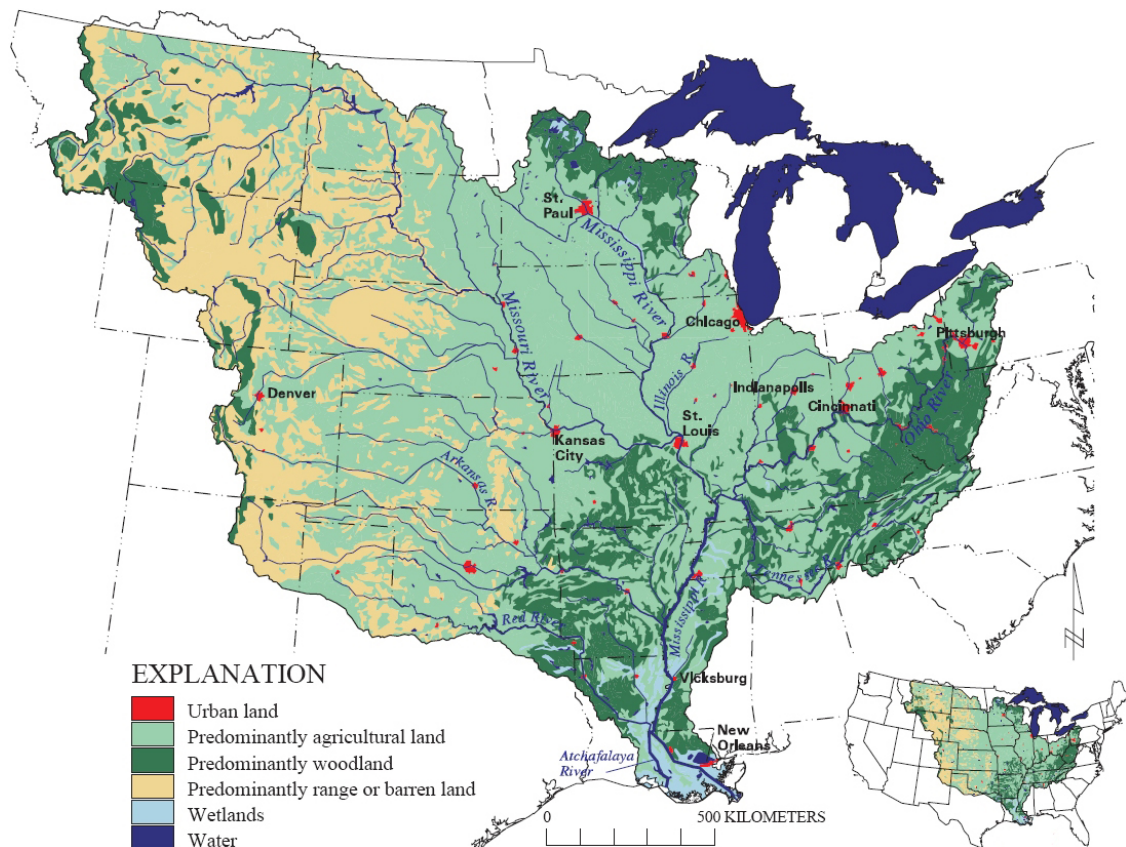 St.
Paul
Mississippi River
Missouri River
Chicago
Pittsburgh
Illinois R.
Indianapolis
Denver
Cincinnati
Ohio River
St.
Louis
Kansas
City
Arkansas R.
Tennessee R.
Mississippi R.
Red River
Vicksburg
EXPLANATION
Urban land
Predominantly agricultural land
Predominantly woodland
Predominantly range or barren land
Wetlands
Water
New
Orleans
Atchafalaya
River
0
500 KILOMETERS
N